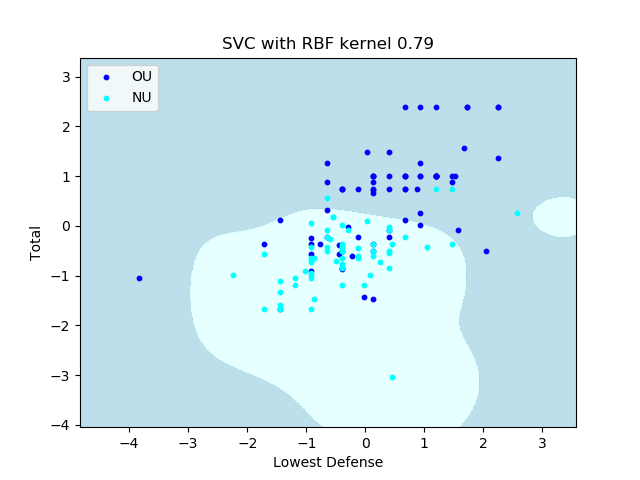 SVC with RBF kernel 0.79
OU
NU
3
2
1
0
−1
−2
−3
−4
Total
−4 −3 −2 −1 0 1 2 3
Lowest Defense